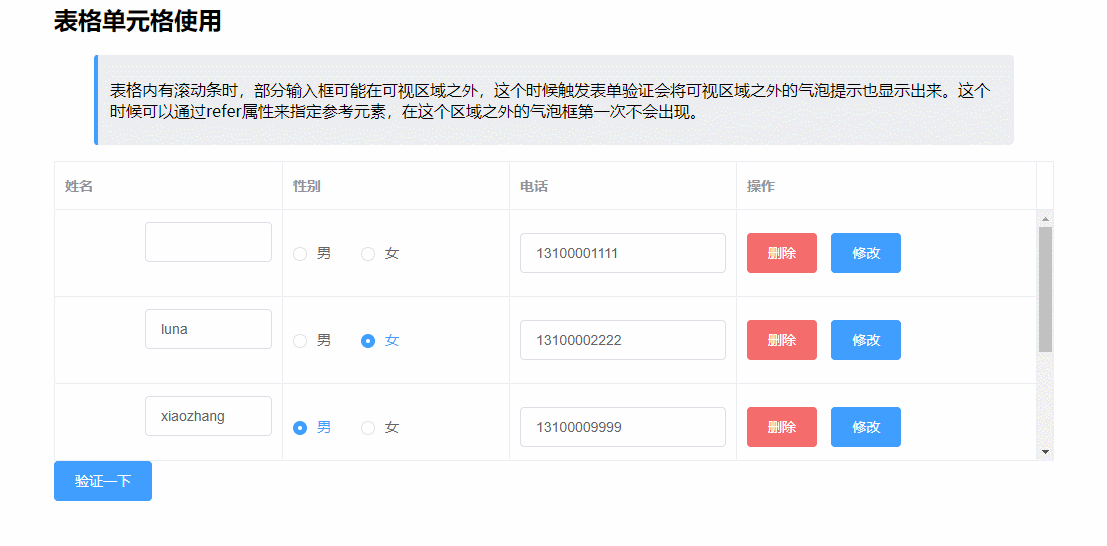 表格单元格使用
表格内有滚动条时，部分输入框可能在可视区域之外，这个时候触发表单验证会将可视区域之外的气泡提示也显示出来。这个
时候可以通过refer属性来指定参考元素，在这个区域之外的气泡框第一次不会出现。
姓名 性别 电话 操作
男 女 13100001111 删除 修改
luna 男 女 13100002222 删除 修改
xiaozhang 男 女 13100009999 删除 修改
验证一下